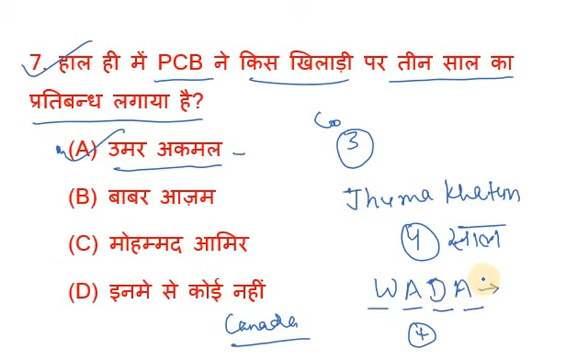 7. हाल ही में PCB ने किस खिलाड़ी पर तीन साल का
प्रतिबन्ध लगाया है?
(A) उमर अकमल
3
(B) बाबर आज़म
Jhuma Khatun
(C) मोहम्मद आमिर
4 साल
(D) इनमे से कोई नहीं
WADA →
Canada
4